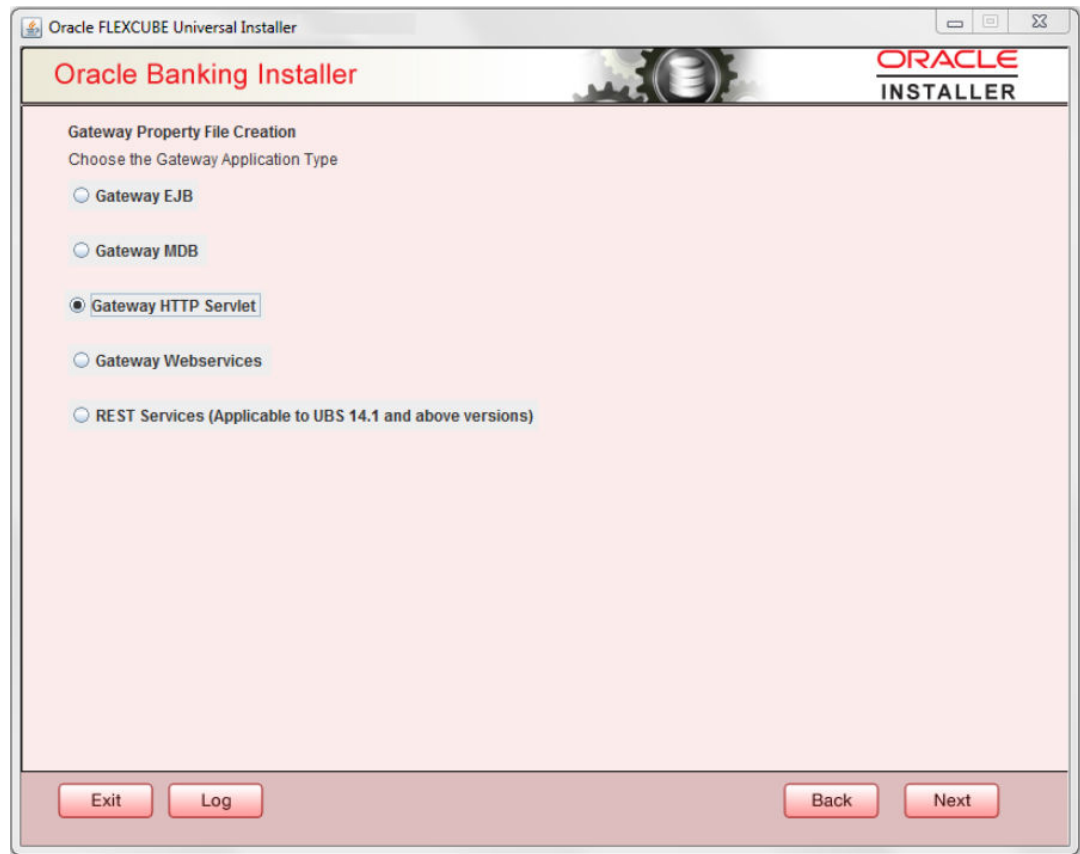 Oracle FLEXCUBE Universal Installer
Oracle Banking Installer
ORACLE
INSTALLER
Gateway Property File Creation
Choose the Gateway Application Type
Gateway EJB
Gateway MDB
Gateway HTTP Servlet
Gateway Webservices
REST Services (Applicable to UBS 14.1 and above versions)
Exit Log Back Next